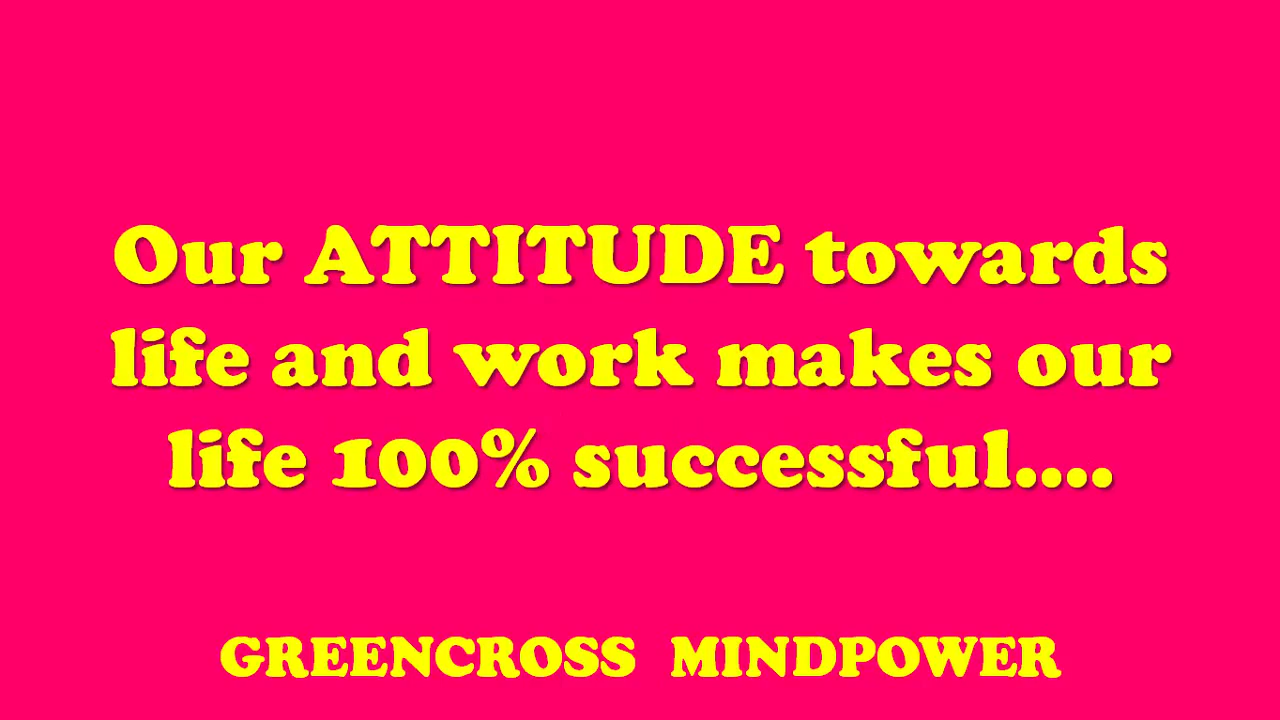 Our ATTITUDE towards
life and work makes our
life 100% successful....
GREENCROSS MINDPOWER